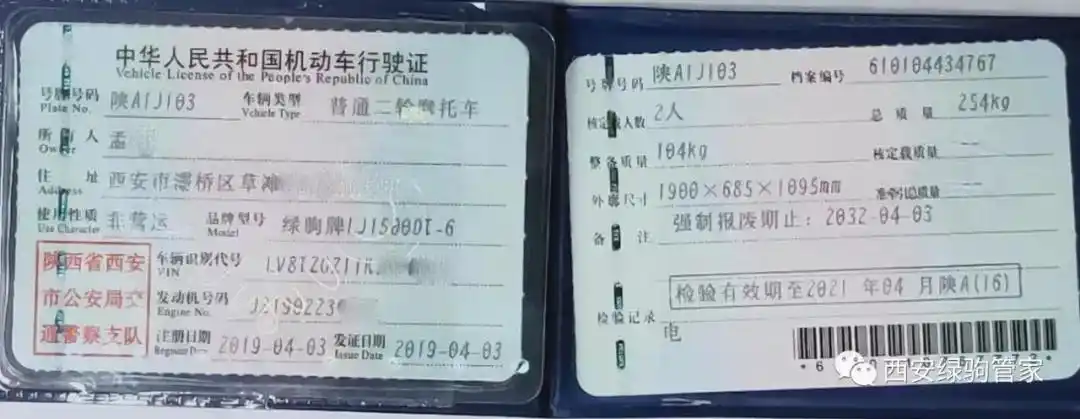 中华人民共和国机动车行驶证
Vehicle License of the People's Republic of China
号牌号码 陕A1J103 车辆类型 普通二轮摩托车
Plate No. Vehicle Type
所有人 孟
Owner
住址 西安市灞桥区草滩
Address
使用性质 非营运 品牌型号 绿驹牌LJ1500DT-6
Use Character Model
陕西省西安
市公安局交
通警察支队
车辆识别代号
VIN
发动机号码 J2190223
Engine No.
注册日期 2019-04-03 发证日期 2019-04-03
Register Date Issue Date
号牌号码 陕A1J103 档案编号 610104434767
核定载人数 2人 总质量 254kg
整备质量 104kg 核定载质量 --
外廓尺寸 1900×685×1095mm 准牵引总质量 --
备注 强制报废期止：2032-04-03
检验有效期至2021年04月陕A(16)
检验记录
电
西安绿驹管家